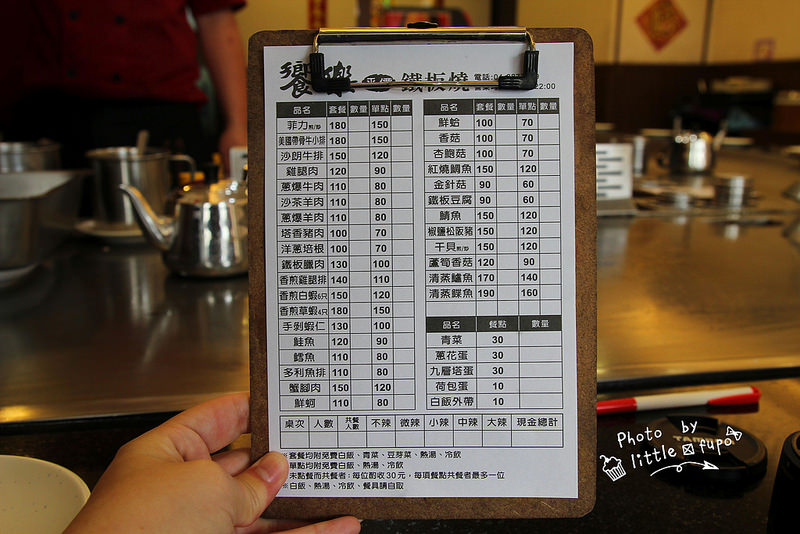 饗樂 平價 鐵板燒 電話:04
22:00
品名 套餐 數量 單點 數量
菲力煎/炒 180 150
美國帶骨牛小排 180 150
沙朗牛排 150 120
雞腿肉 120 90
蔥爆牛肉 110 80
沙茶羊肉 110 80
蔥爆羊肉 110 80
塔香豬肉 100 70
洋蔥培根 100 70
鐵板臘肉 130 100
香煎雞腿排 140 110
香煎白蝦6只 150 120
香煎草蝦4只 180 150
手剝蝦仁 130 100
鮭魚 120 90
鱈魚 110 80
多利魚排 110 80
蟹腳肉 150 120
鮮蚵 110 80
品名 套餐 數量 單點 數量
鮮蛤 100 70
香菇 100 70
杏鮑菇 100 70
紅燒鯛魚 150 120
金針菇 90 60
鐵板豆腐 90 60
鯖魚 150 120
椒鹽松阪豬 150 120
干貝煎/炒 150 120
蘆筍香菇 120 90
清蒸鱸魚 170 140
清蒸鰈魚 190 160
品名 餐點 數量
青菜 30
蔥花蛋 30
九層塔蛋 30
荷包蛋 10
白飯外帶 10
桌次 人數 共餐人數 不辣 微辣 小辣 中辣 大辣 現金總計
※套餐均附免費白飯、青菜、豆芽菜、熱湯、冷飲
單點均附免費白飯、熱湯、冷飲
未點餐而共餐者:每位酌收30元,每項餐點共餐者最多一位
※白飯、熱湯、冷飲、餐具請自取
Photo by
little fupo
TAM